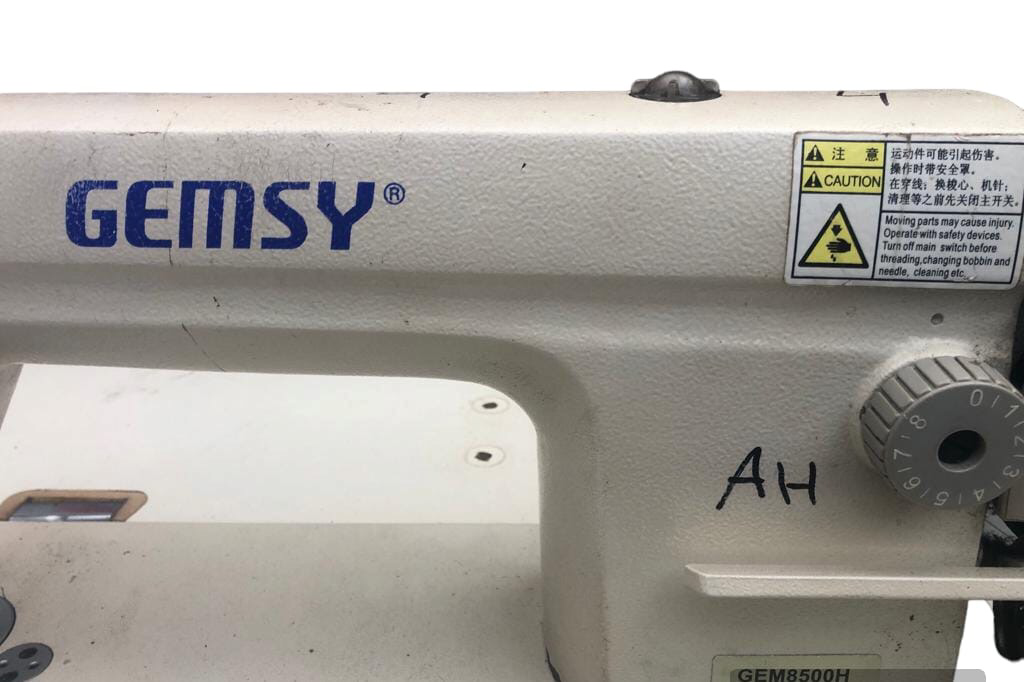 GEMSY®
注 意
CAUTION
运动件可能引起伤害。
操作时带安全罩。
在穿线；换梭心、机针；
清理等之前先关闭主开关。
Moving parts may cause injury.
Operate with safety devices.
Turn off main switch before
threading,changing bobbin and
needle, cleaning etc.
0 1 2 3 4 5 6 7 8
AH
GEM8500H